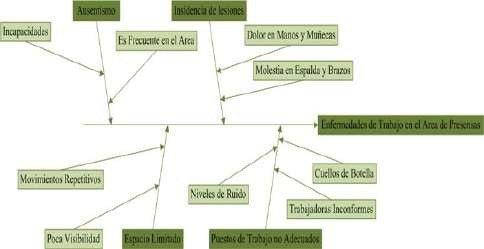 Ausentismo
Insidencia de lesiones
Incapacidades
Es Frecuente en el Area
Dolor en Manos y Muñecas
Molestia en Espalda y Brazos
Enfermedades de Trabajo en el Area de Presensas
Movimientos Repetitivos
Niveles de Ruido
Cuellos de Botella
Trabajadoras Inconformes
Poca Visibilidad
Espacio Limitado
Puestos de Trabajo no Adecuados